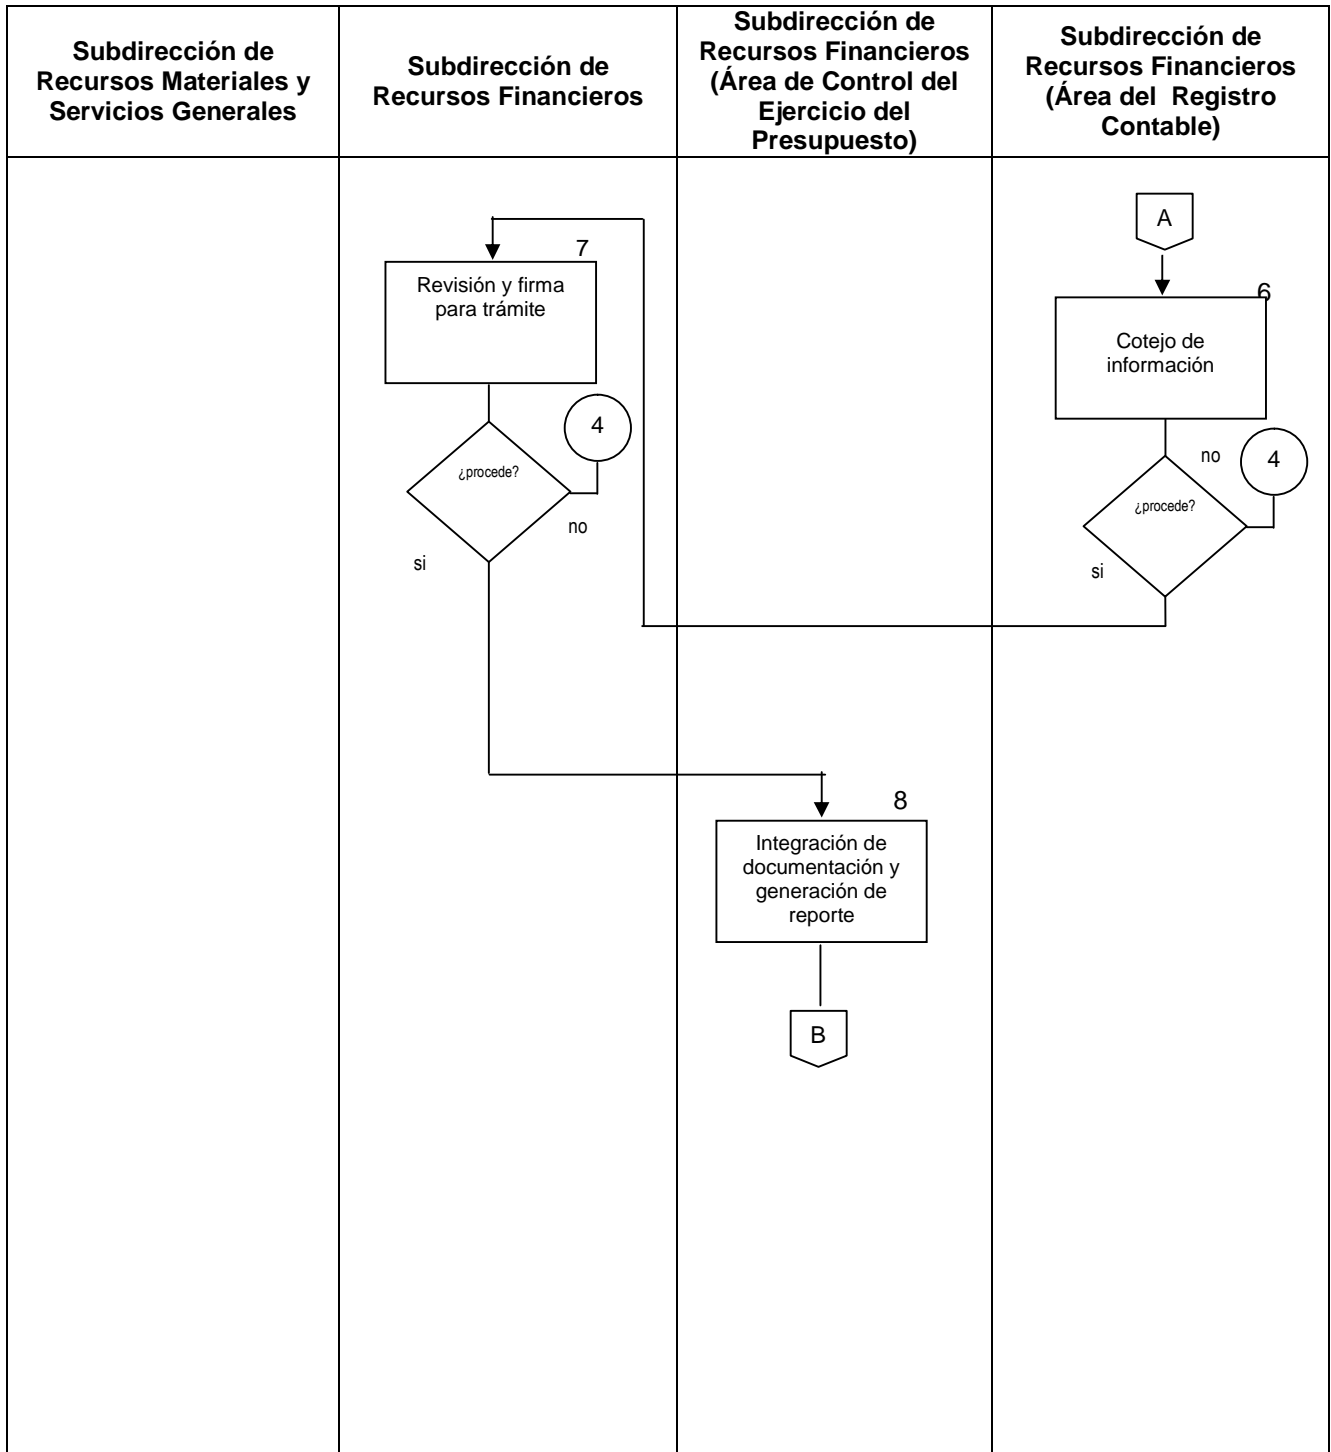 Subdirección de
Recursos Materiales y
Servicios Generales
Subdirección de
Recursos Financieros
Subdirección de
Recursos Financieros
(Área de Control del
Ejercicio del
Presupuesto)
Subdirección de
Recursos Financieros
(Área del Registro
Contable)
A
6
Cotejo de
información
¿procede?
no
4
si
7
Revisión y firma
para trámite
4
¿procede?
no
si
8
Integración de
documentación y
generación de
reporte
B